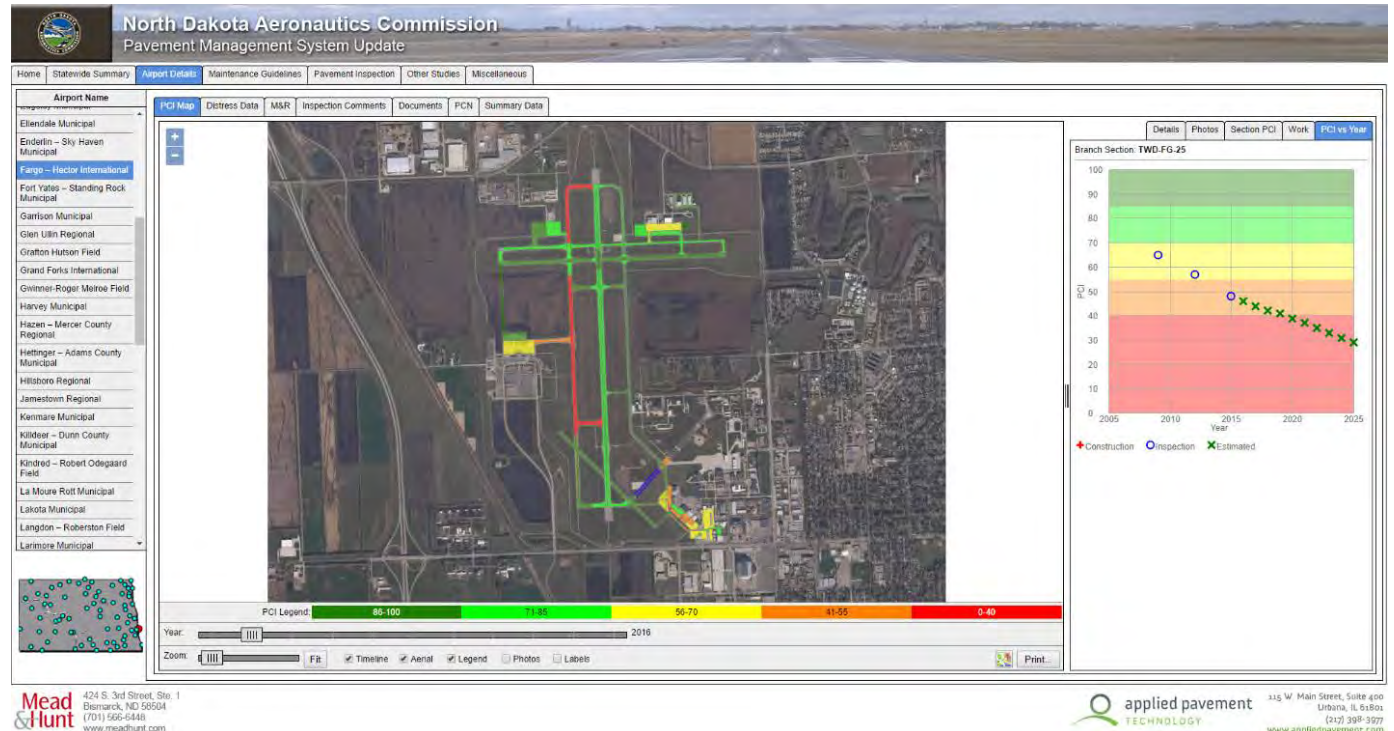 North Dakota Aeronautics Commission
Pavement Management System Update
Home Statewide Summary Airport Details Maintenance Guidelines Pavement Inspection Other Studies Miscellaneous
Airport Name
Ellendale Municipal
Enderlin – Sky Haven
Municipal
Fargo – Hector International
Fort Yates – Standing Rock
Municipal
Garrison Municipal
Glen Ullin Regional
Grafton Hutson Field
Grand Forks International
Gwinner-Roger Melroe Field
Harvey Municipal
Hazen – Mercer County
Regional
Hettinger – Adams County
Municipal
Hillsboro Regional
Jamestown Regional
Kenmare Municipal
Killdeer – Dunn County
Municipal
Kindred – Robert Odegaard
Field
La Moure Rott Municipal
Lakota Municipal
Langdon – Roberston Field
Larimore Municipal
PCI Map Distress Data M&R Inspection Comments Documents PCN Summary Data
+
-
PCI Legend: 86-100 71-85 56-70 41-55 0-40
Year: 2016
Zoom: Fit Timeline Aerial Legend Photos Labels Print...
Details Photos Section PCI Work PCI vs Year
Branch Section: TWD-FG-25
100
90
80
70
60
50
40
30
20
10
0
PCI
2005 2010 2015 2020 2025
Year
Construction Inspection Estimated
Mead
&Hunt
424 S. 3rd Street, Ste. 1
Bismarck, ND 58504
(701) 566-6448
www.meadhunt.com
applied pavement
TECHNOLOGY
115 W. Main Street, Suite 400
Urbana, IL 61801
(217) 398-3977
www.appliedpavement.com